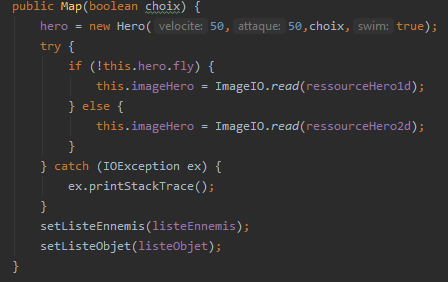 public Map(boolean choix) {
hero = new Hero( velocite: 50, attaque: 50,choix, swim: true);
try {
if (!this.hero.fly) {
this.imageHero = ImageIO.read(ressourceHero1d);
} else {
this.imageHero = ImageIO.read(ressourceHero2d);
}
} catch (IOException ex) {
ex.printStackTrace();
}
setListeEnnemis(listeEnnemis);
setListeObjet(listeObjet);
}